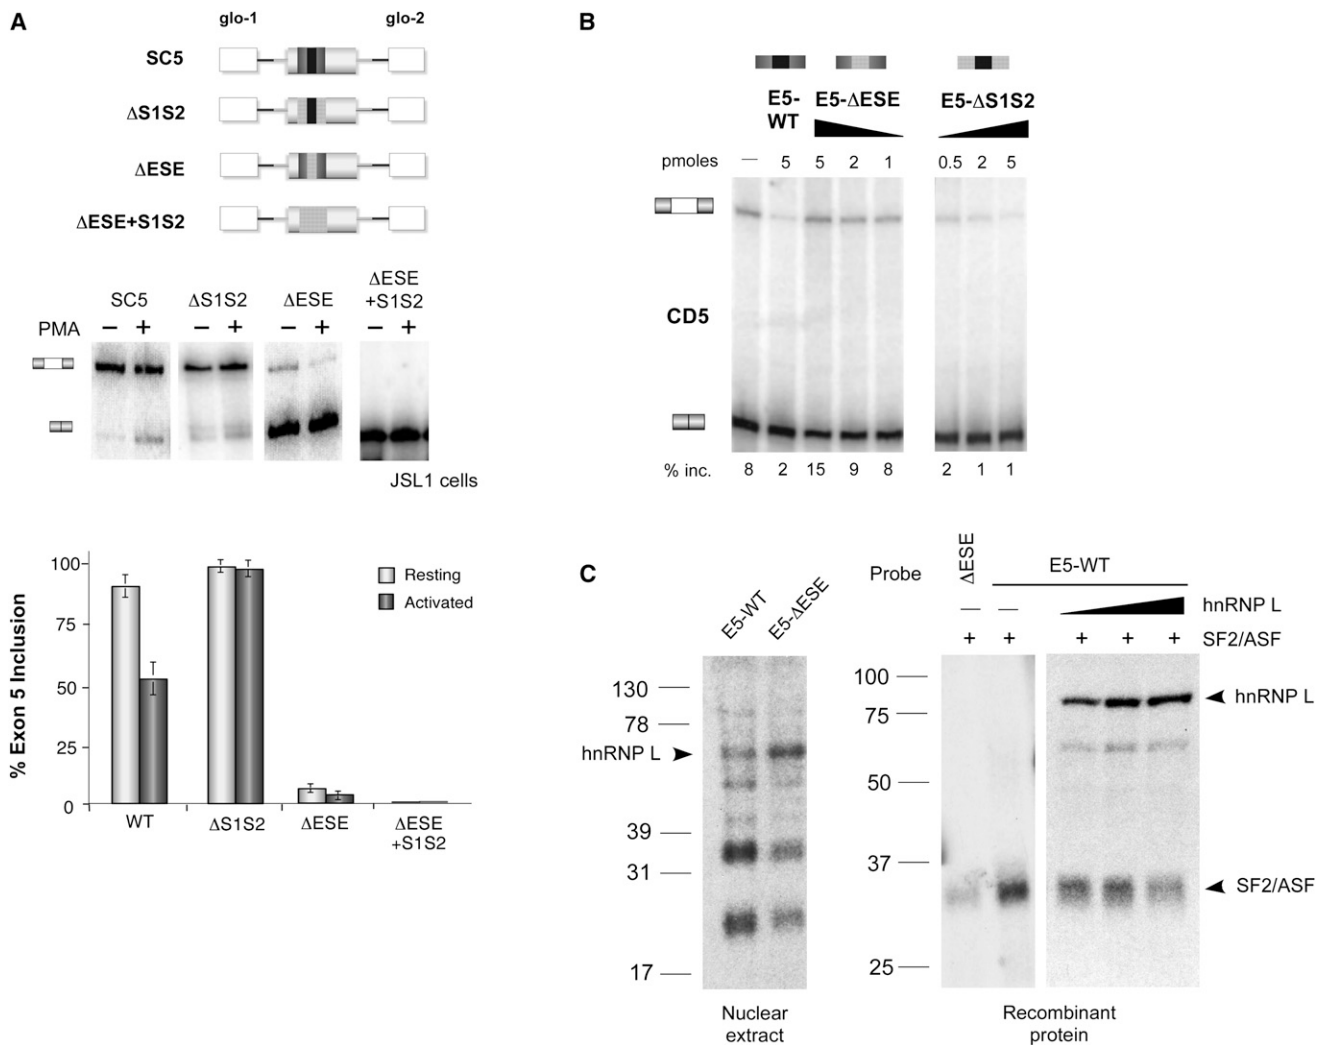 A
glo-1 glo-2
SC5
ΔS1S2
ΔESE
ΔESE+S1S2
SC5 ΔS1S2 ΔESE ΔESE
+S1S2
PMA − + − + − + − +
JSL1 cells
% Exon 5 Inclusion
100
75
50
25
0
Resting
Activated
WT ΔS1S2 ΔESE ΔESE
+S1S2
B
E5-
WT
E5-ΔESE E5-ΔS1S2
pmoles — 5 5 2 1 0.5 2 5
CD5
% inc. 8 2 15 9 8 2 1 1
C
E5-WT E5-ΔESE
130
78
hnRNP L
39
31
17
Nuclear
extract
Probe ΔESE E5-WT
— — hnRNP L
+ + + + + SF2/ASF
100
75
50
37
25
hnRNP L
SF2/ASF
Recombinant
protein